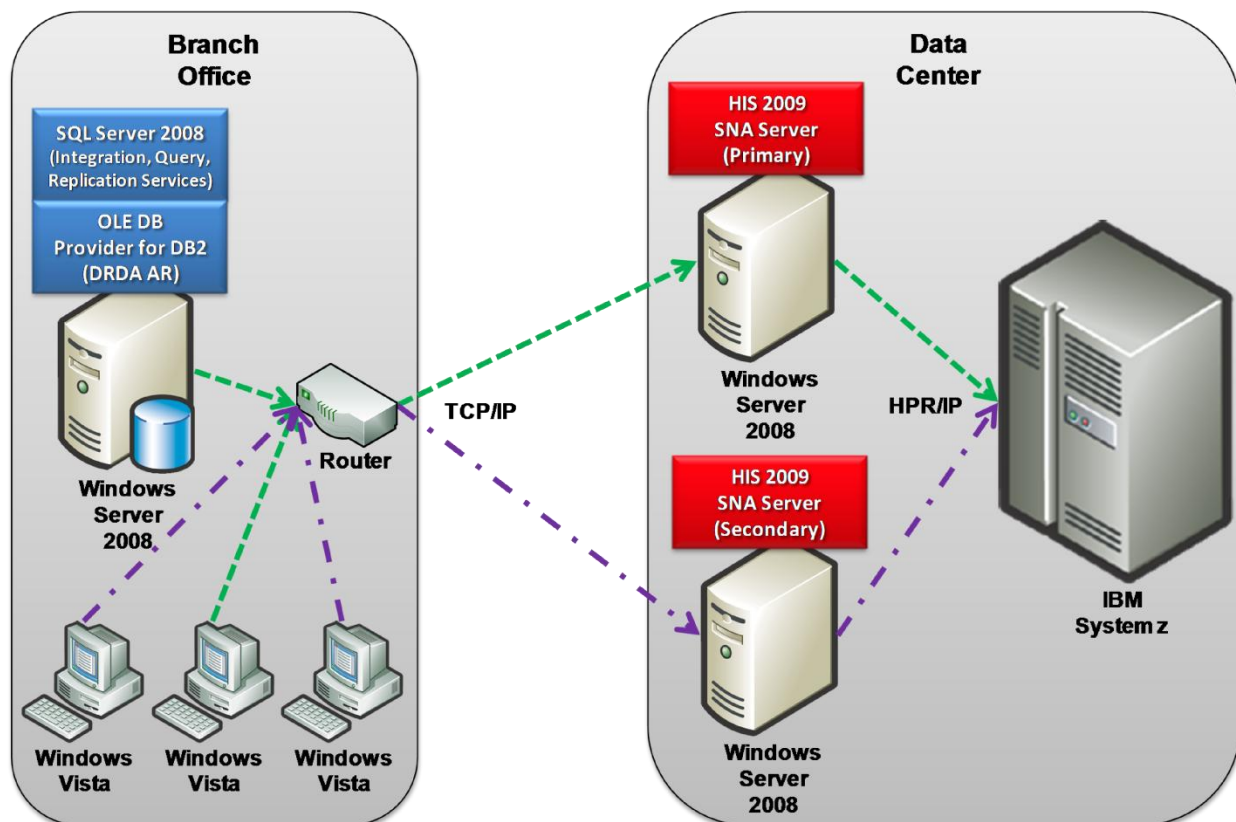 Branch
Office
SQL Server 2008
(Integration, Query,
Replication Services)
OLE DB
Provider for DB2
(DRDA AR)
Windows
Server
2008
Router
Windows
Vista
Windows
Vista
Windows
Vista
TCP/IP
Data
Center
HIS 2009
SNA Server
(Primary)
Windows
Server
2008
HPR/IP
HIS 2009
SNA Server
(Secondary)
Windows
Server
2008
IBM
System z